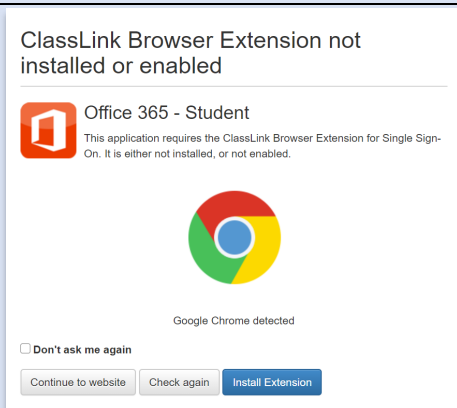 ClassLink Browser Extension not
installed or enabled
Office 365 - Student
This application requires the ClassLink Browser Extension for Single Sign-
On. It is either not installed, or not enabled.
Google Chrome detected
Don't ask me again
Continue to website Check again Install Extension